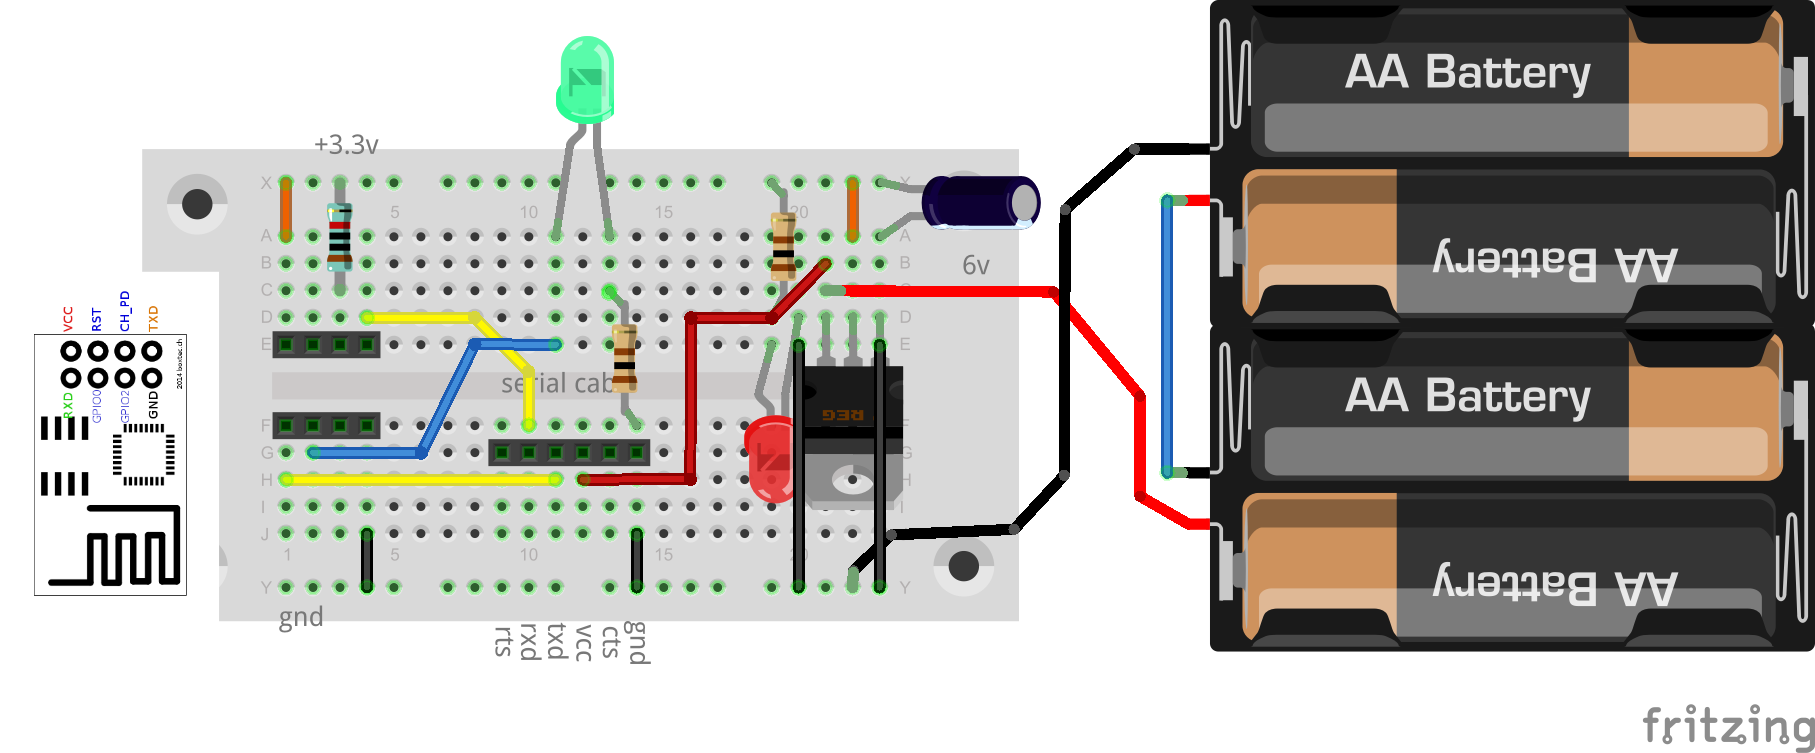 AA Battery
+3.3v
X
X
5
10
15
20
A
A
B
B
6v
AA Battery
C
C
VCC
RST
CH_PD
TXD
D
D
E
E
2014 boxtec.ch
serial cab
RXD
GPIO0
GPIO2
GND
AA Battery
REG
F
F
G
G
H
H
I
I
J
J
1
5
10
15
20
AA Battery
Y
Y
gnd
rts
rxd
txd
vcc
cts
gnd
fritzing